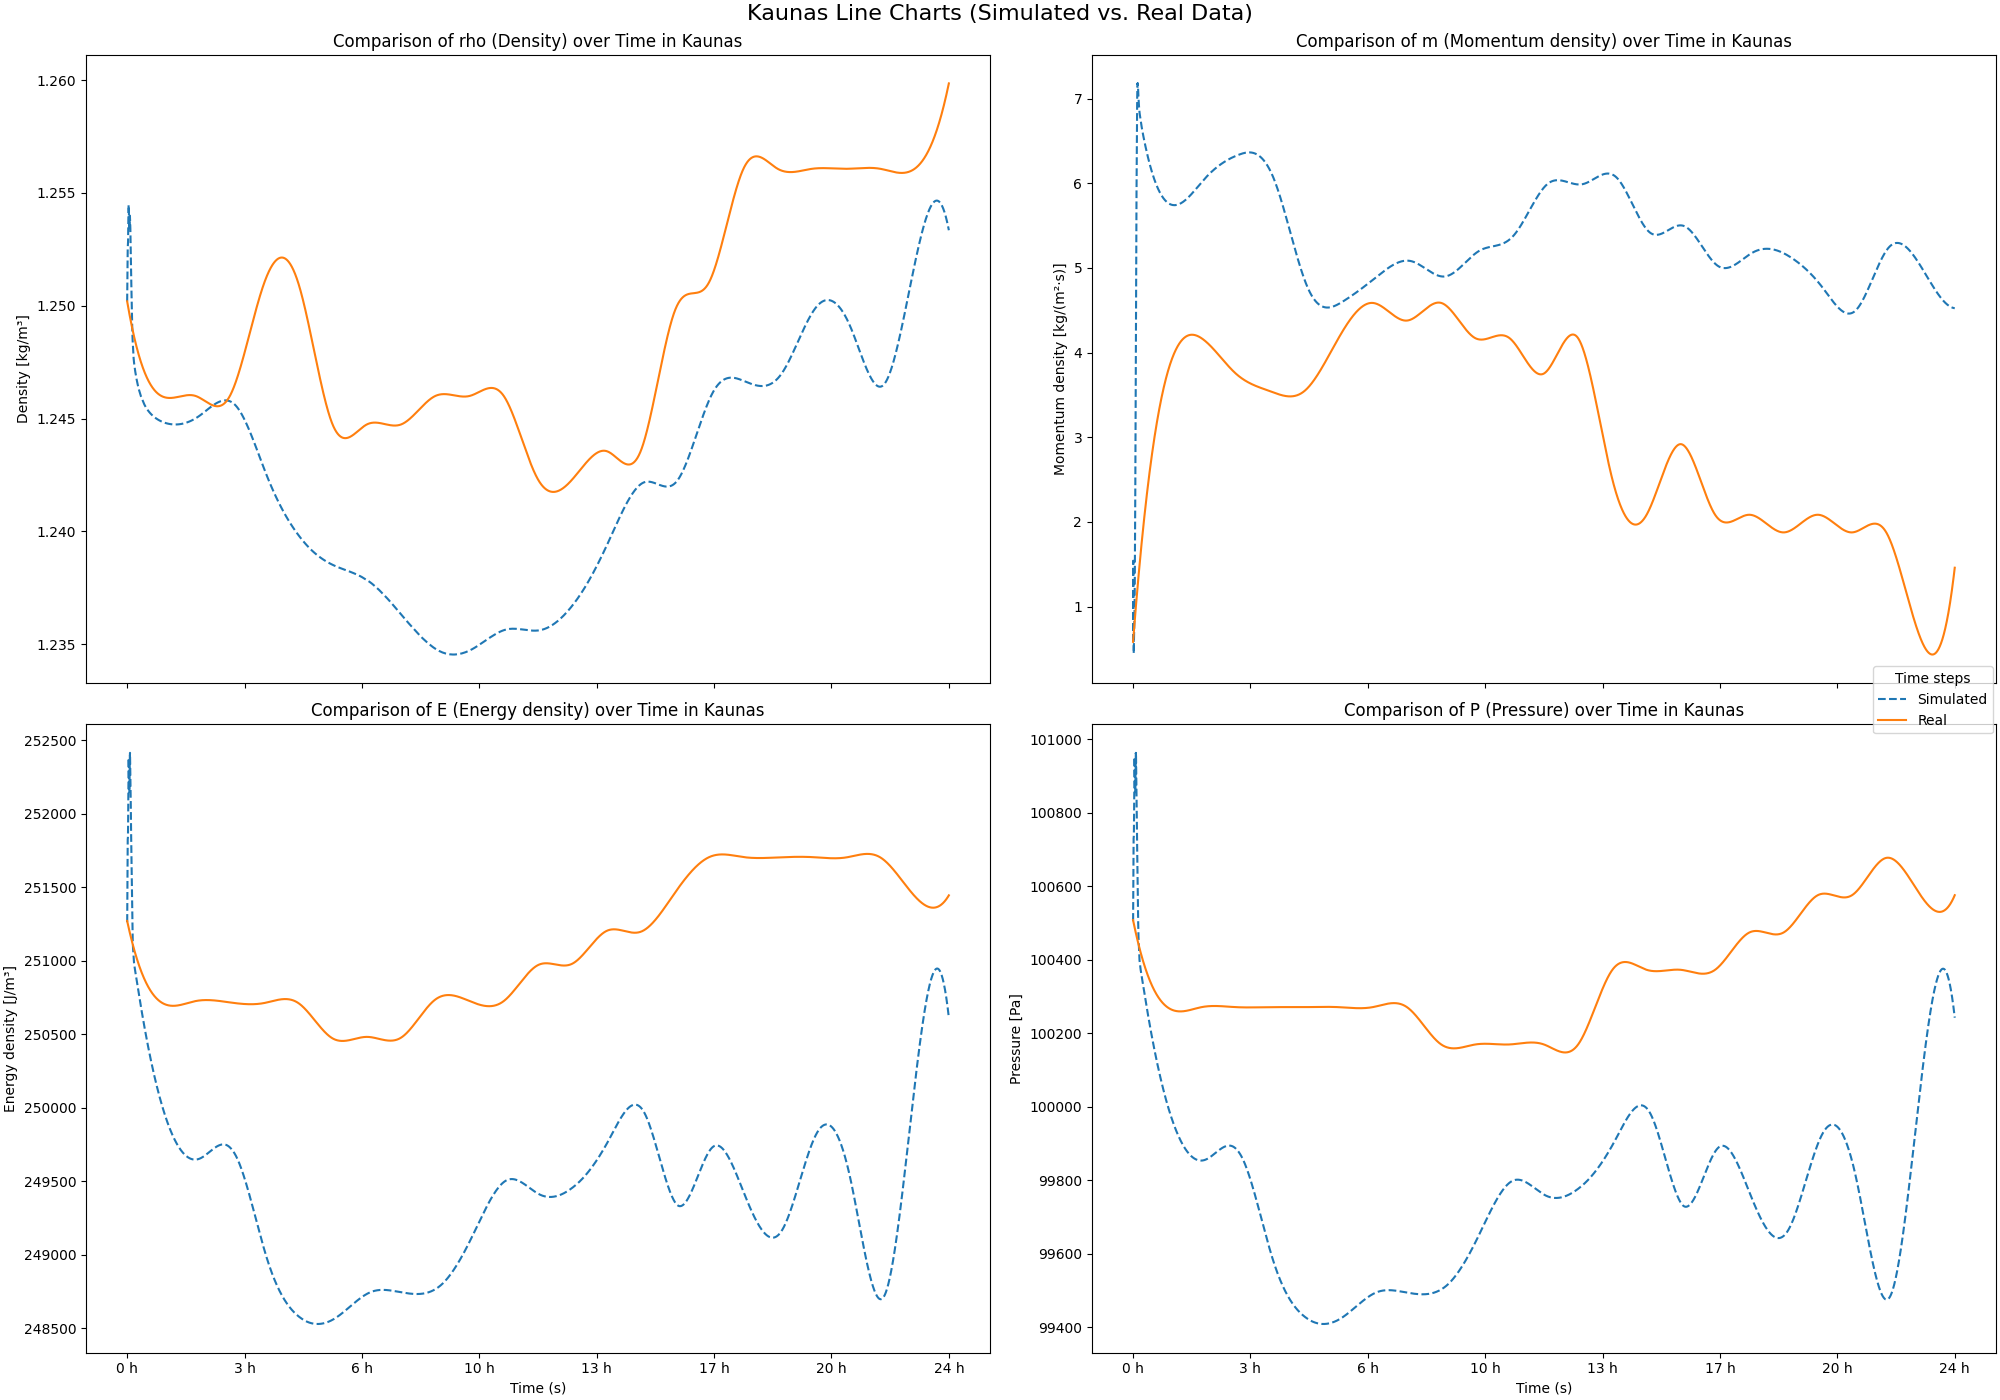 Kaunas Line Charts (Simulated vs. Real Data)
Comparison of rho (Density) over Time in Kaunas
Density [kg/m³]
1.260
1.255
1.250
1.245
1.240
1.235
Comparison of m (Momentum density) over Time in Kaunas
Momentum density [kg/(m²·s)]
7
6
5
4
3
2
1
Time steps
Simulated
Real
Comparison of E (Energy density) over Time in Kaunas
Energy density [J/m³]
252500
252000
251500
251000
250500
250000
249500
249000
248500
0 h 3 h 6 h 10 h 13 h 17 h 20 h 24 h
Time (s)
Comparison of P (Pressure) over Time in Kaunas
Pressure [Pa]
101000
100800
100600
100400
100200
100000
99800
99600
99400
0 h 3 h 6 h 10 h 13 h 17 h 20 h 24 h
Time (s)